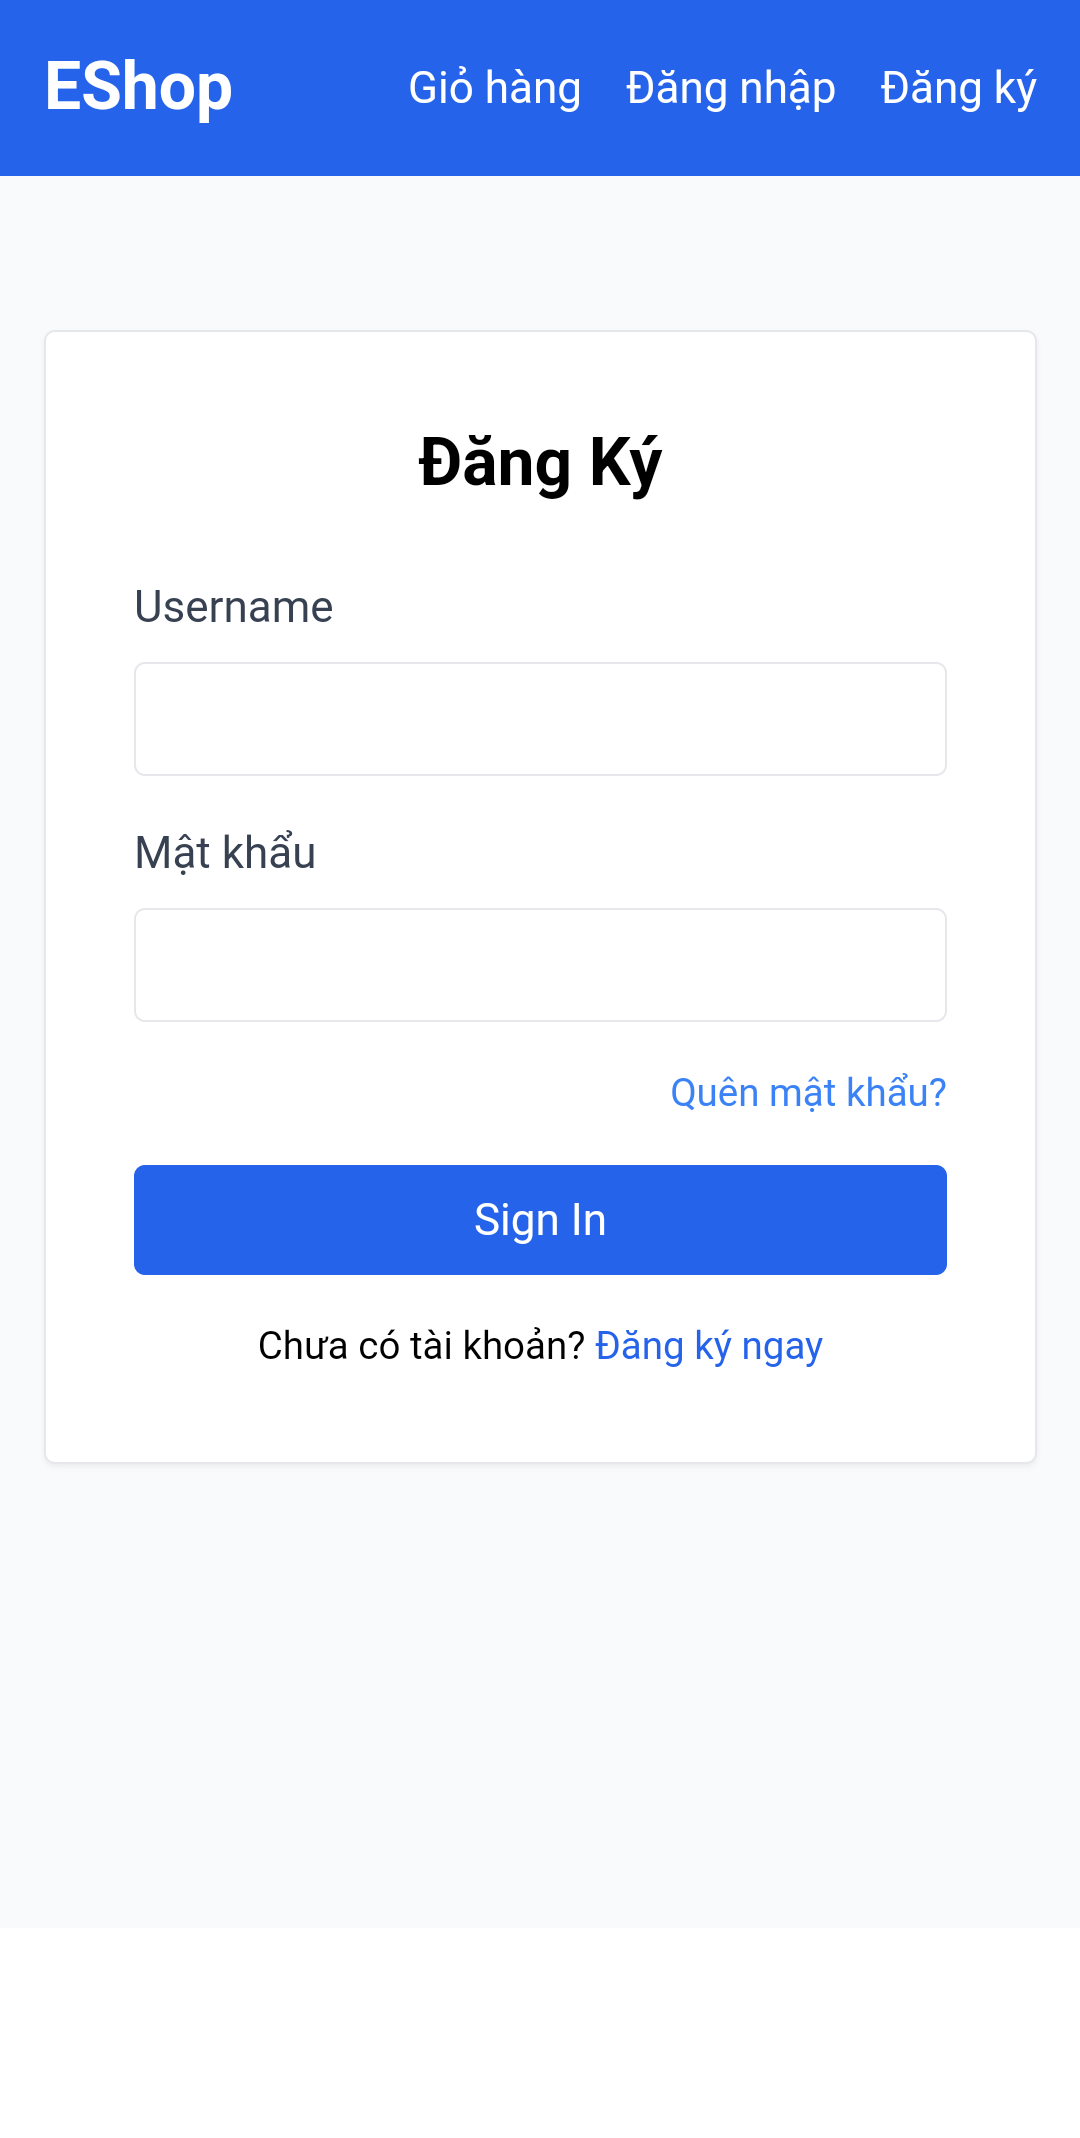 EShop Giỏ hàng Đăng nhập Đăng ký
Đăng Ký
Username
Mật khẩu
Quên mật khẩu?
Sign In
Chưa có tài khoản? Đăng ký ngay